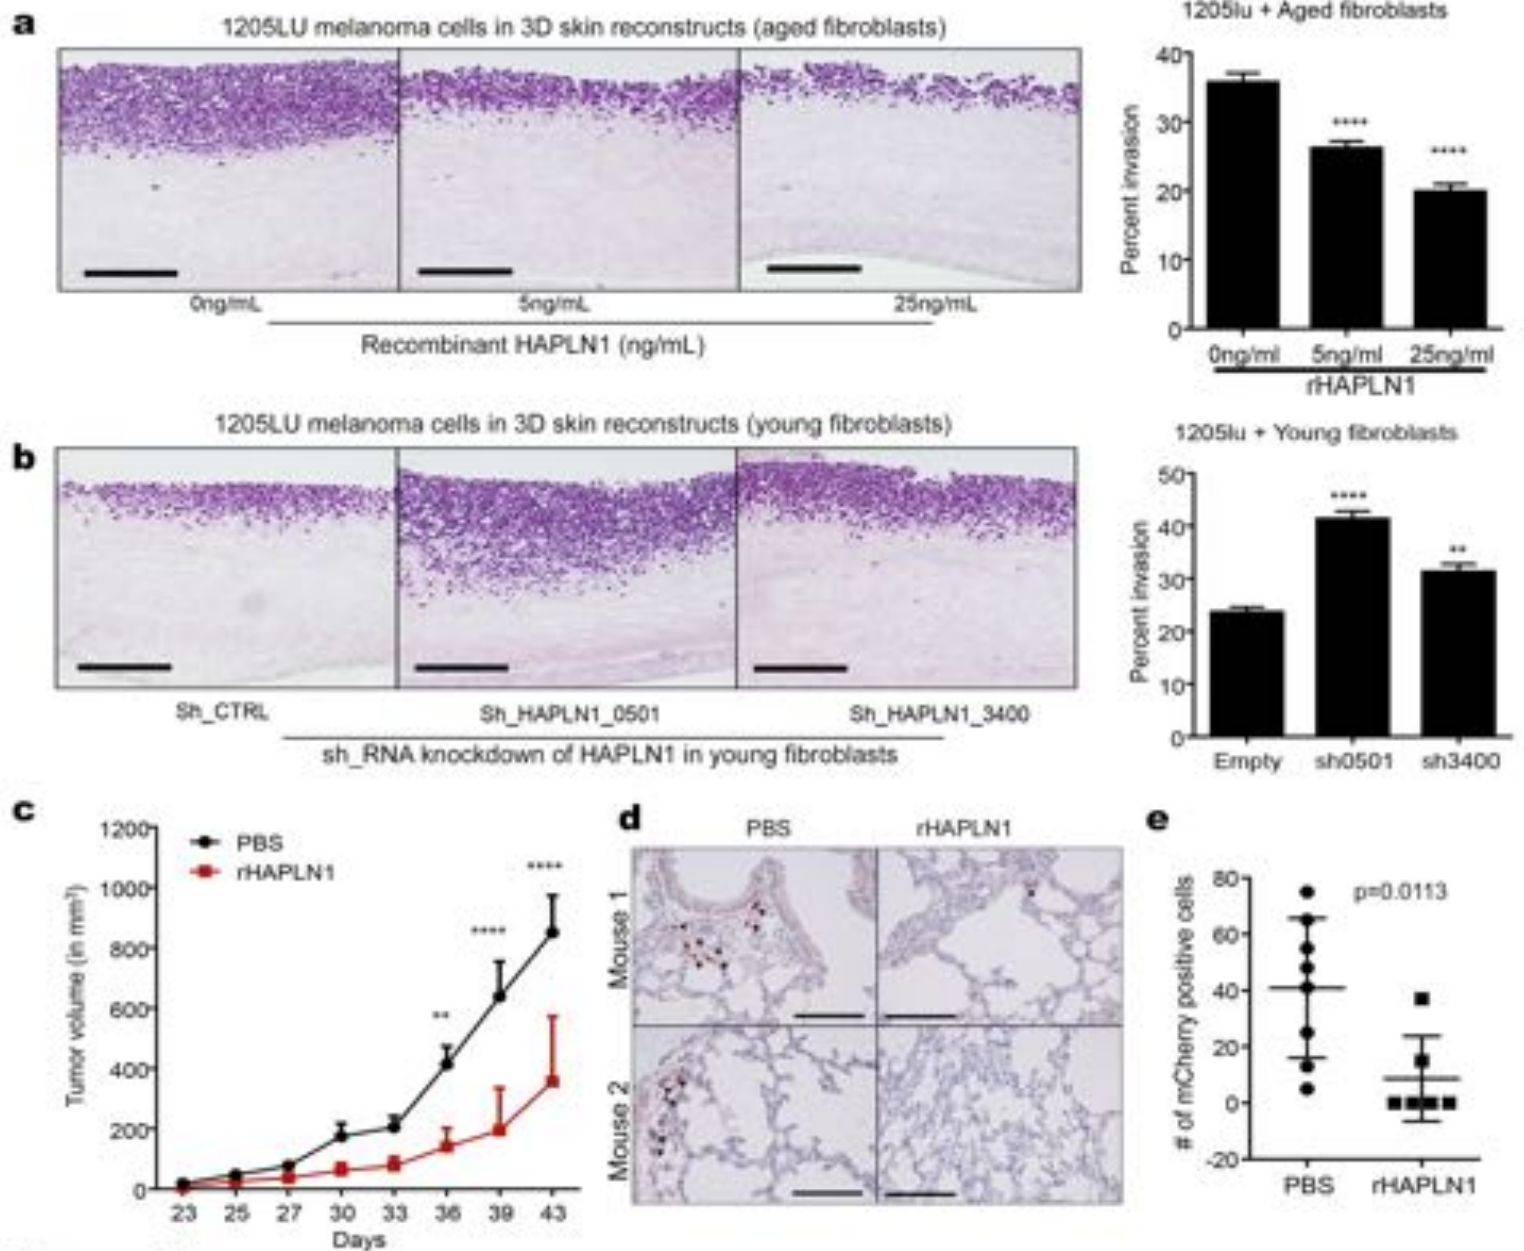 a
1205LU melanoma cells in 3D skin reconstructs (aged fibroblasts)
0ng/mL 5ng/mL 25ng/mL
Recombinant HAPLN1 (ng/mL)
1205lu + Aged fibroblasts
Percent invasion
40
30
20
10
0
**** ****
0ng/ml 5ng/ml 25ng/ml
rHAPLN1
b
1205LU melanoma cells in 3D skin reconstructs (young fibroblasts)
Sh_CTRL Sh_HAPLN1_0501 Sh_HAPLN1_3400
sh_RNA knockdown of HAPLN1 in young fibroblasts
1205lu + Young fibroblasts
Percent invasion
50
40
30
20
10
0
**** **
Empty sh0501 sh3400
c
PBS
rHAPLN1
Tumor volume (in mm³)
1200
1000
800
600
400
200
0
** **** ****
23 25 27 30 33 36 39 43
Days
d
PBS rHAPLN1
Mouse 1
Mouse 2
e
# of mCherry positive cells
80
60
40
20
0
-20
p=0.0113
PBS rHAPLN1